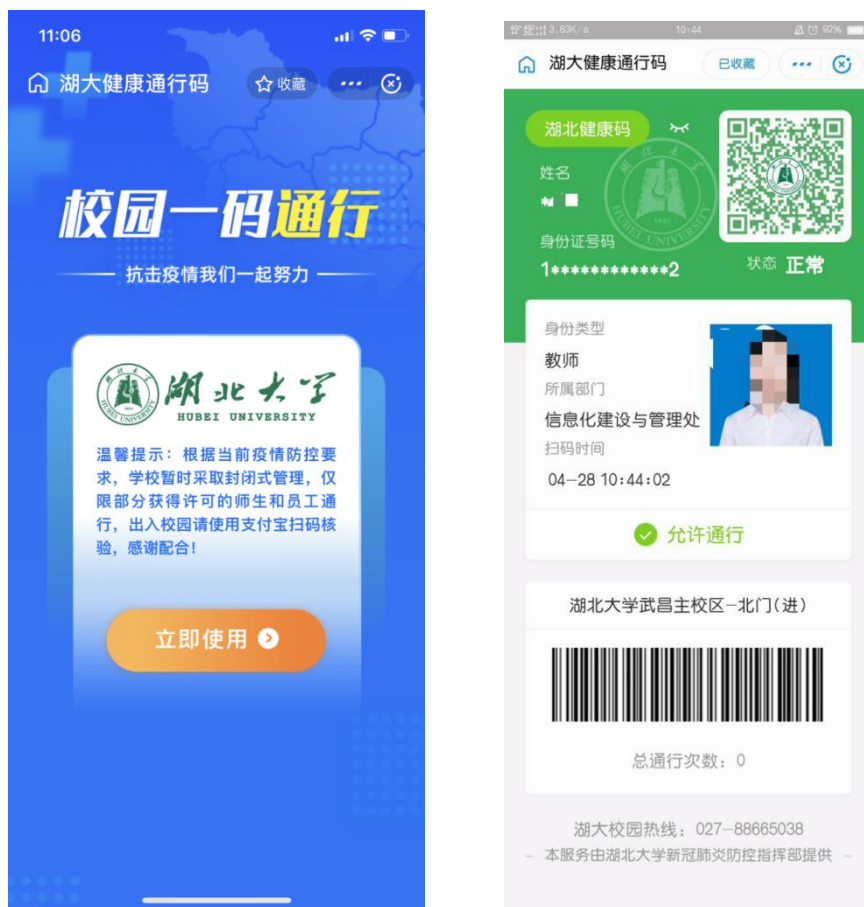 11:06
湖大健康通行码
收藏
校园一码通行
抗击疫情我们一起努力
湖北大学
HUBEI UNIVERSITY
温馨提示：根据当前疫情防控要
求，学校暂时采取封闭式管理，仅
限部分获得许可的师生和员工通
行，出入校园请使用支付宝扫码核
验，感谢配合！
立即使用
3.83K/s
10:44
92%
湖大健康通行码
已收藏
湖北健康码
姓名
身份证号码
1************2
HUBEI UNIVERSITY
状态 正常
身份类型
教师
所属部门
信息化建设与管理处
扫码时间
04-28 10:44:02
允许通行
湖北大学武昌主校区-北门(进)
总通行次数：0
湖大校园热线：027-88665038
- 本服务由湖北大学新冠肺炎防控指挥部提供 -